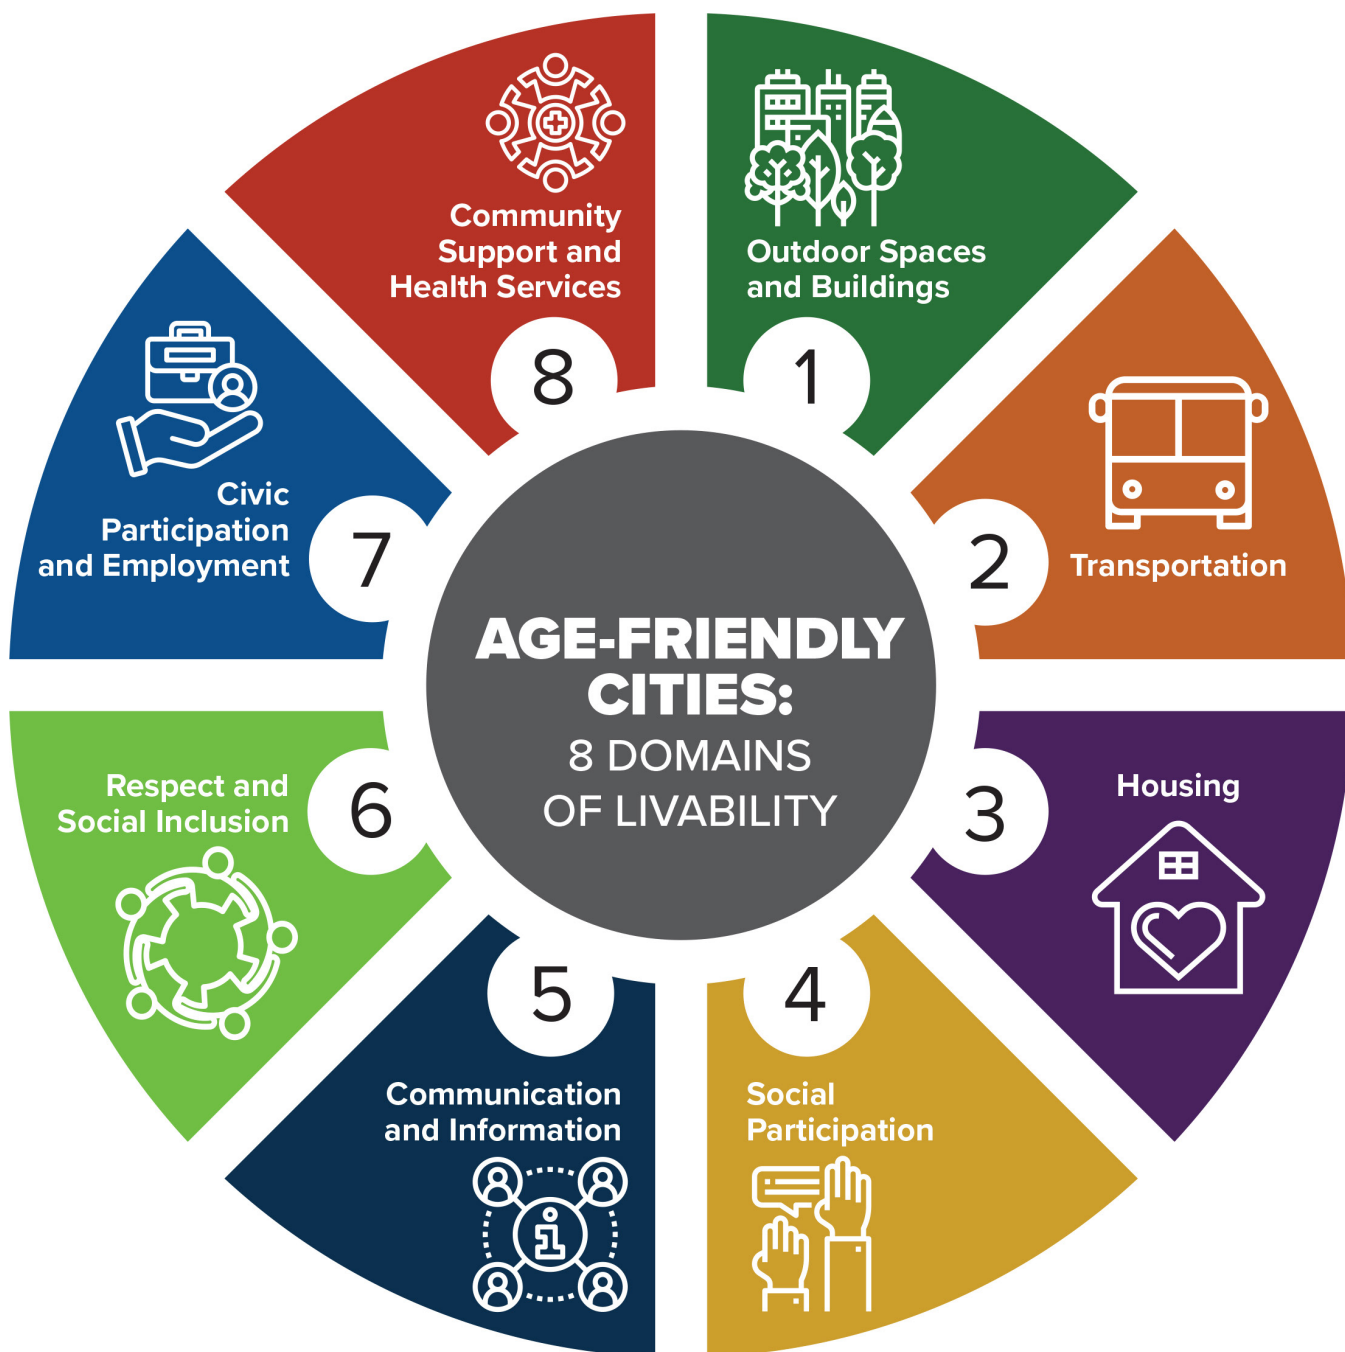 AGE-FRIENDLY
CITIES:
8 DOMAINS
OF LIVABILITY
1
Outdoor Spaces
and Buildings
2
Transportation
3
Housing
4
Social
Participation
5
Communication
and Information
6
Respect and
Social Inclusion
7
Civic
Participation
and Employment
8
Community
Support and
Health Services